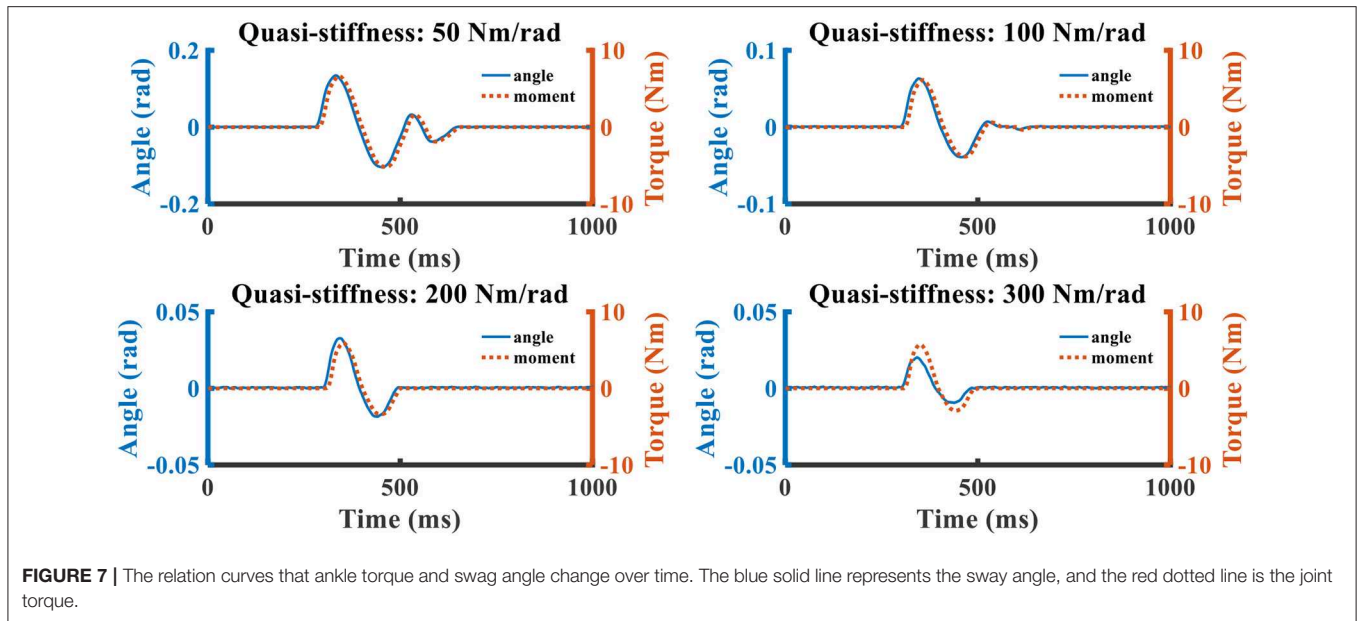 Quasi-stiffness: 50 Nm/rad
0.2
0
-0.2
Angle (rad)
angle
moment
10
0
-10
Torque (Nm)
0
500
1000
Time (ms)
Quasi-stiffness: 100 Nm/rad
0.1
0
-0.1
Angle (rad)
angle
moment
10
0
-10
Torque (Nm)
0
500
1000
Time (ms)
Quasi-stiffness: 200 Nm/rad
0.05
0
-0.05
Angle (rad)
angle
moment
10
0
-10
Torque (Nm)
0
500
1000
Time (ms)
Quasi-stiffness: 300 Nm/rad
0.05
0
-0.05
Angle (rad)
angle
moment
10
0
-10
Torque (Nm)
0
500
1000
Time (ms)
FIGURE 7 | The relation curves that ankle torque and swag angle change over time. The blue solid line represents the sway angle, and the red dotted line is the joint
torque.